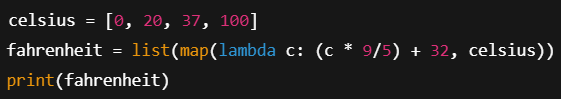 celsius = [0, 20, 37, 100]
fahrenheit = list(map(lambda c: (c * 9/5) + 32, celsius))
print(fahrenheit)